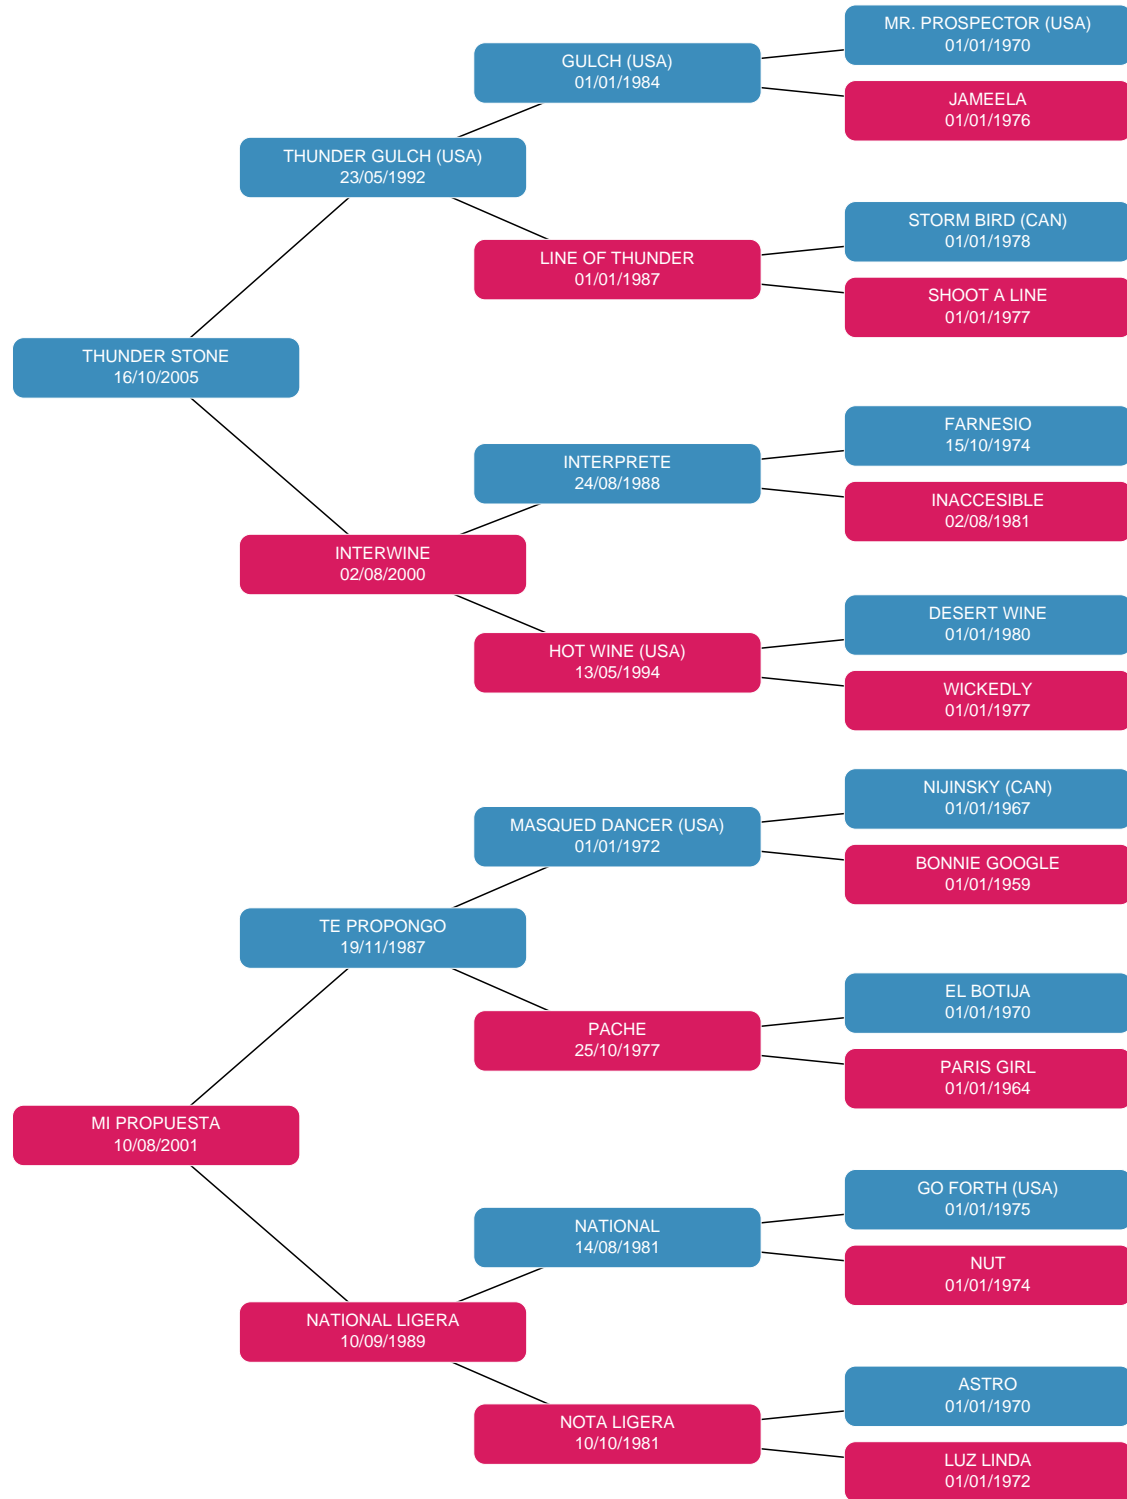 MR. PROSPECTOR (USA)
01/01/1970
GULCH (USA)
01/01/1984
JAMEELA
01/01/1976
THUNDER GULCH (USA)
23/05/1992
STORM BIRD (CAN)
01/01/1978
LINE OF THUNDER
01/01/1987
SHOOT A LINE
01/01/1977
THUNDER STONE
16/10/2005
FARNESIO
15/10/1974
INTERPRETE
24/08/1988
INACCESIBLE
02/08/1981
INTERWINE
02/08/2000
DESERT WINE
01/01/1980
HOT WINE (USA)
13/05/1994
WICKEDLY
01/01/1977
NIJINSKY (CAN)
01/01/1967
MASQUED DANCER (USA)
01/01/1972
BONNIE GOOGLE
01/01/1959
TE PROPONGO
19/11/1987
EL BOTIJA
01/01/1970
PACHE
25/10/1977
PARIS GIRL
01/01/1964
MI PROPUESTA
10/08/2001
GO FORTH (USA)
01/01/1975
NATIONAL
14/08/1981
NUT
01/01/1974
NATIONAL LIGERA
10/09/1989
ASTRO
01/01/1970
NOTA LIGERA
10/10/1981
LUZ LINDA
01/01/1972